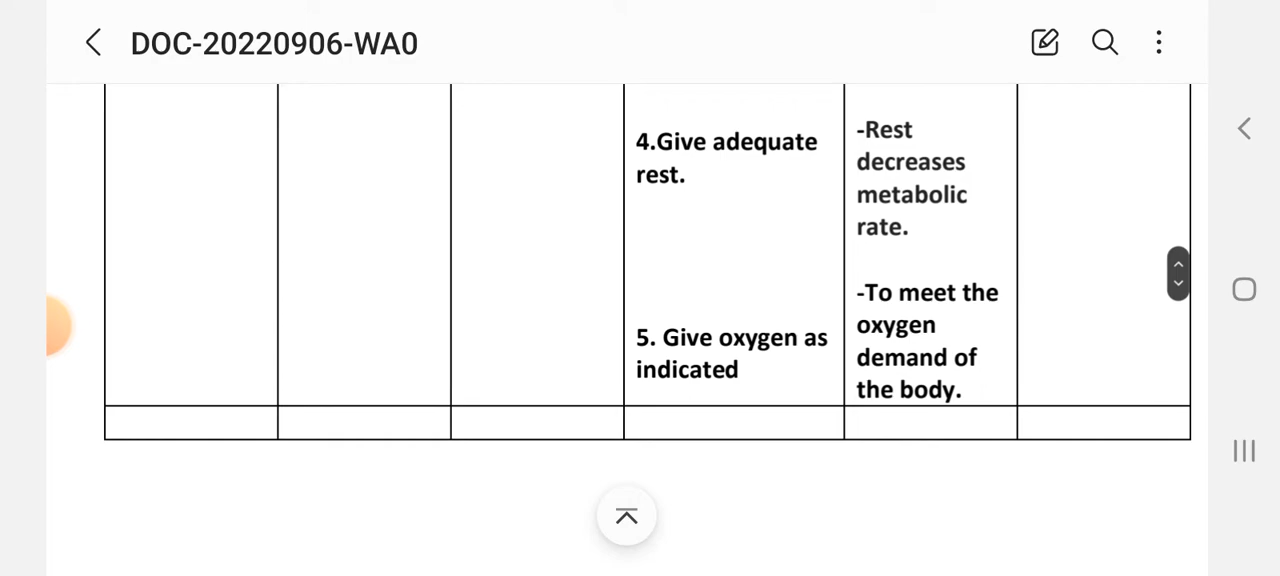 DOC-20220906-WA0
4.Give adequate
rest.
-Rest
decreases
metabolic
rate.
5. Give oxygen as
indicated
-To meet the
oxygen
demand of
the body.